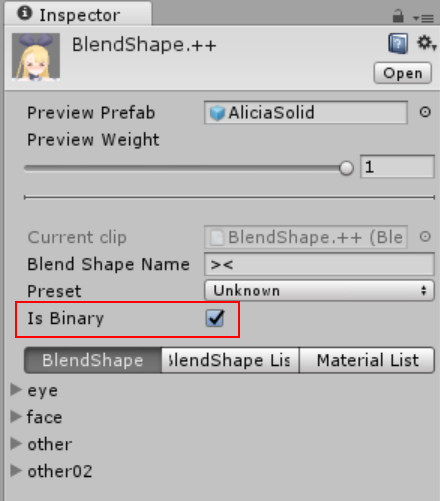 Inspector
BlendShape.++
Open
Preview Prefab AliciaSolid
Preview Weight
1
Current clip BlendShape.++ (Ble
Blend Shape Name ><
Preset Unknown
Is Binary
BlendShape lendShape Lis Material List
eye
face
other
other02